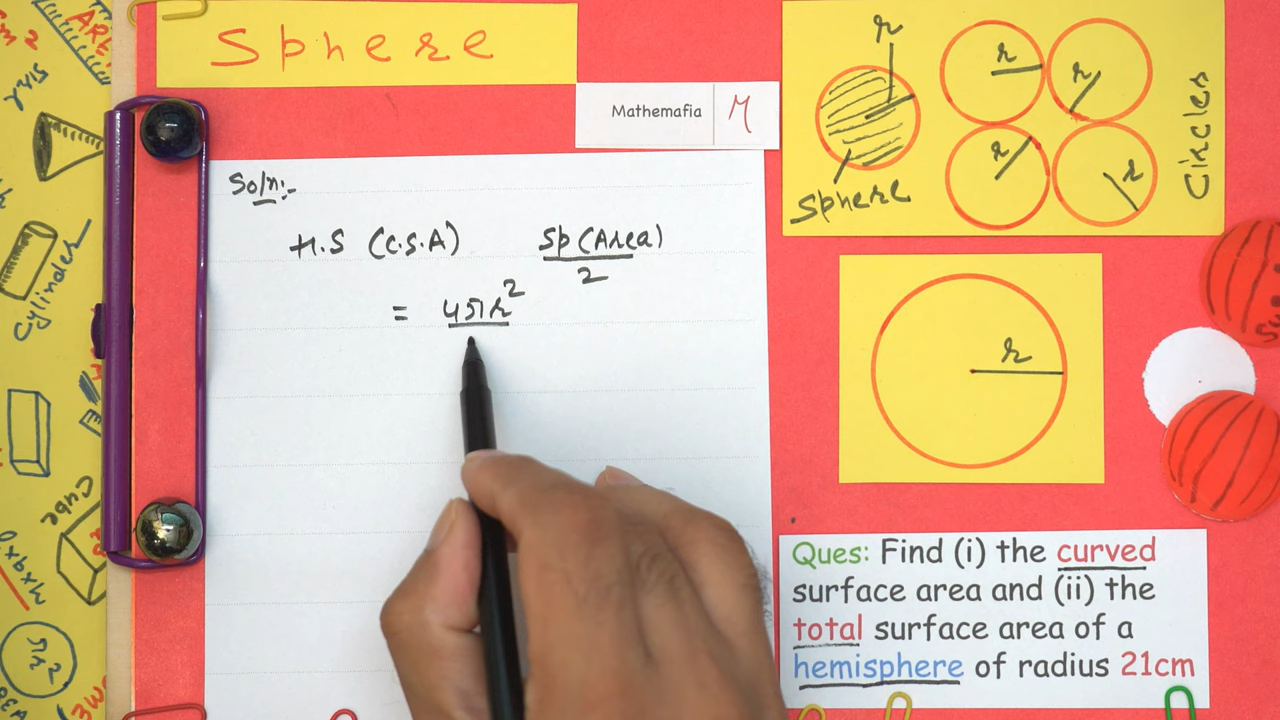 Sphere
Mathemafia M
Soln:-
H.S (C.S.A) Sp(Area)
2
= 4πr²
r
r r
r r
Sphere
Circles
r
Ques: Find (i) the curved
surface area and (ii) the
total surface area of a
hemisphere of radius 21cm
Cylinder
Cube
πr²